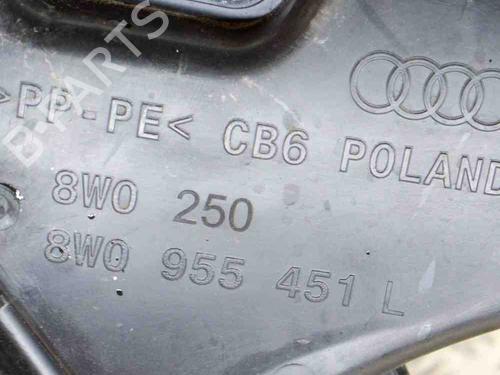 B-PARTS
>PP-PE< CB6 POLAND
8W0 250
8W0 955 451 L